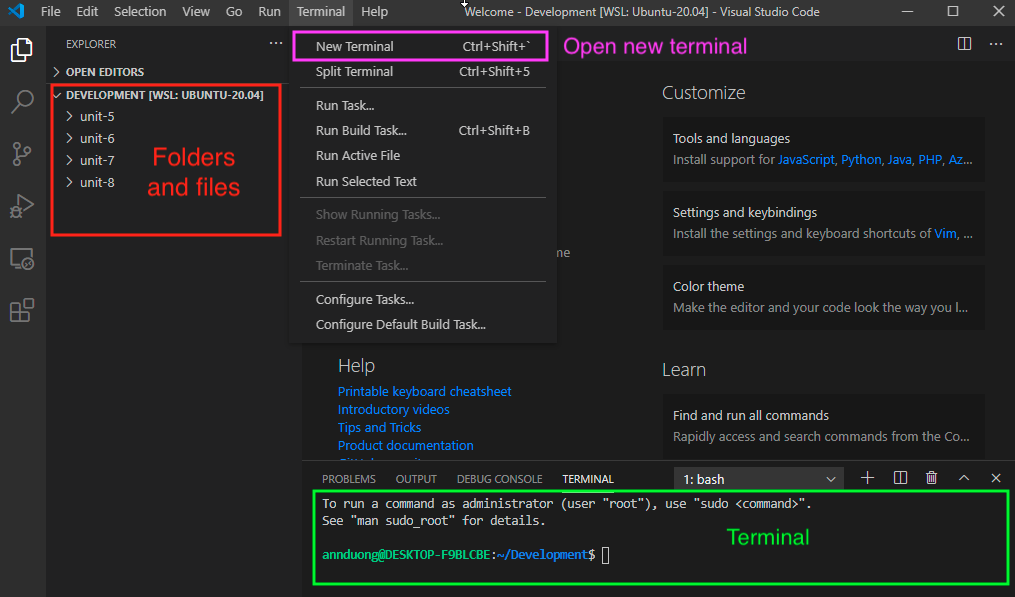 File Edit Selection View Go Run Terminal Help Welcome - Development [WSL: Ubuntu-20.04] - Visual Studio Code
EXPLORER ···
OPEN EDITORS
DEVELOPMENT [WSL: UBUNTU-20.04]
unit-5
unit-6
unit-7
unit-8
Folders
and files
New Terminal Ctrl+Shift+`
Open new terminal
Split Terminal Ctrl+Shift+5
Run Task...
Run Build Task... Ctrl+Shift+B
Run Active File
Run Selected Text
Show Running Tasks...
Restart Running Task...
Terminate Task...
Configure Tasks...
Configure Default Build Task...
Customize
Tools and languages
Install support for JavaScript, Python, Java, PHP, Az...
Settings and keybindings
Install the settings and keyboard shortcuts of Vim, ...
Color theme
Make the editor and your code look the way you l...
Help
Printable keyboard cheatsheet
Introductory videos
Tips and Tricks
Product documentation
Learn
Find and run all commands
Rapidly access and search commands from the Co...
PROBLEMS OUTPUT DEBUG CONSOLE TERMINAL 1: bash
To run a command as administrator (user "root"), use "sudo <command>".
See "man sudo_root" for details.
annduong@DESKTOP-F9BLCBE:~/Development$
Terminal